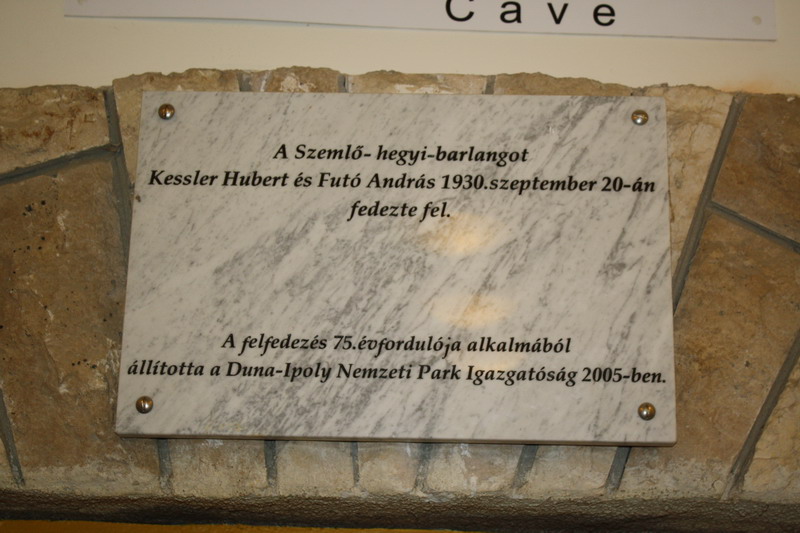 Cave
A Szemlő- hegyi-barlangot
Kessler Hubert és Futó András 1930.szeptember 20-án
fedezte fel.
A felfedezés 75.évfordulója alkalmából
állította a Duna-Ipoly Nemzeti Park Igazgatóság 2005-ben.